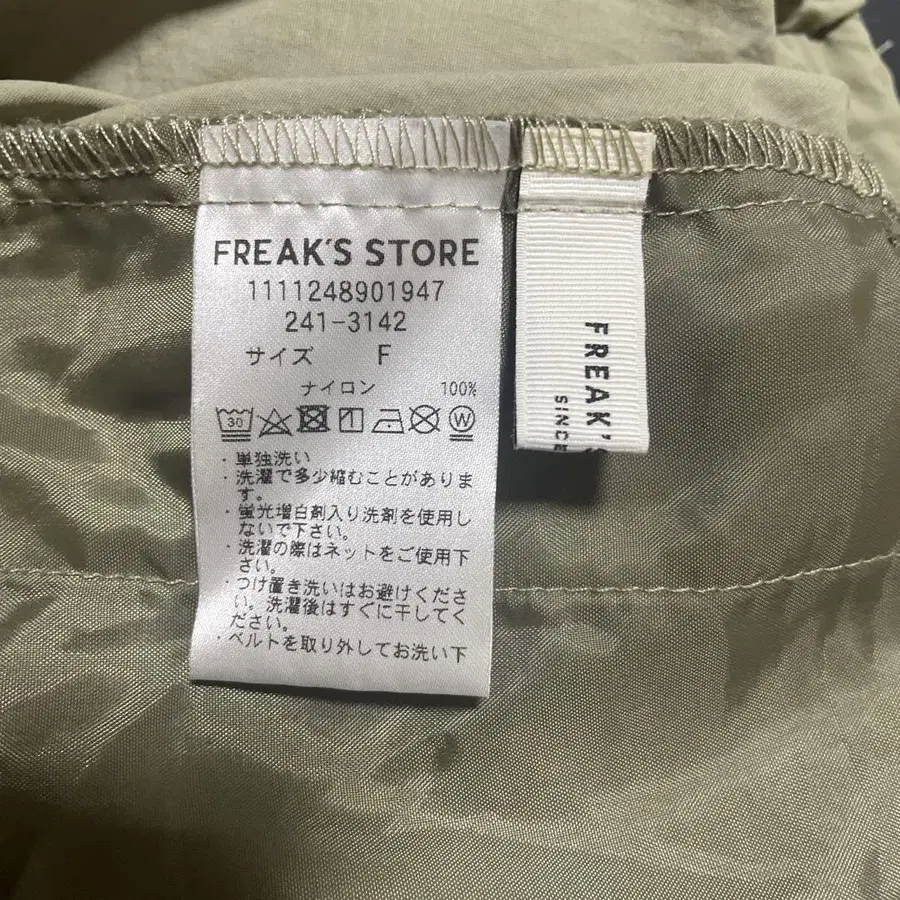 FREAK'S STORE
1111248901947
241-3142
サイズ F
ナイロン 100%
30
1
W
・単独洗い
・洗濯で多少縮むことがありま
す。
・蛍光増白剤入り洗剤を使用し
ないで下さい。
・洗濯の際はネットをご使用下
さい。
・つけ置き洗いはお避けくださ
い。洗濯後はすぐに干してく
ださい。
・ベルトを取り外してお洗い下
FREAK'S
SINCE